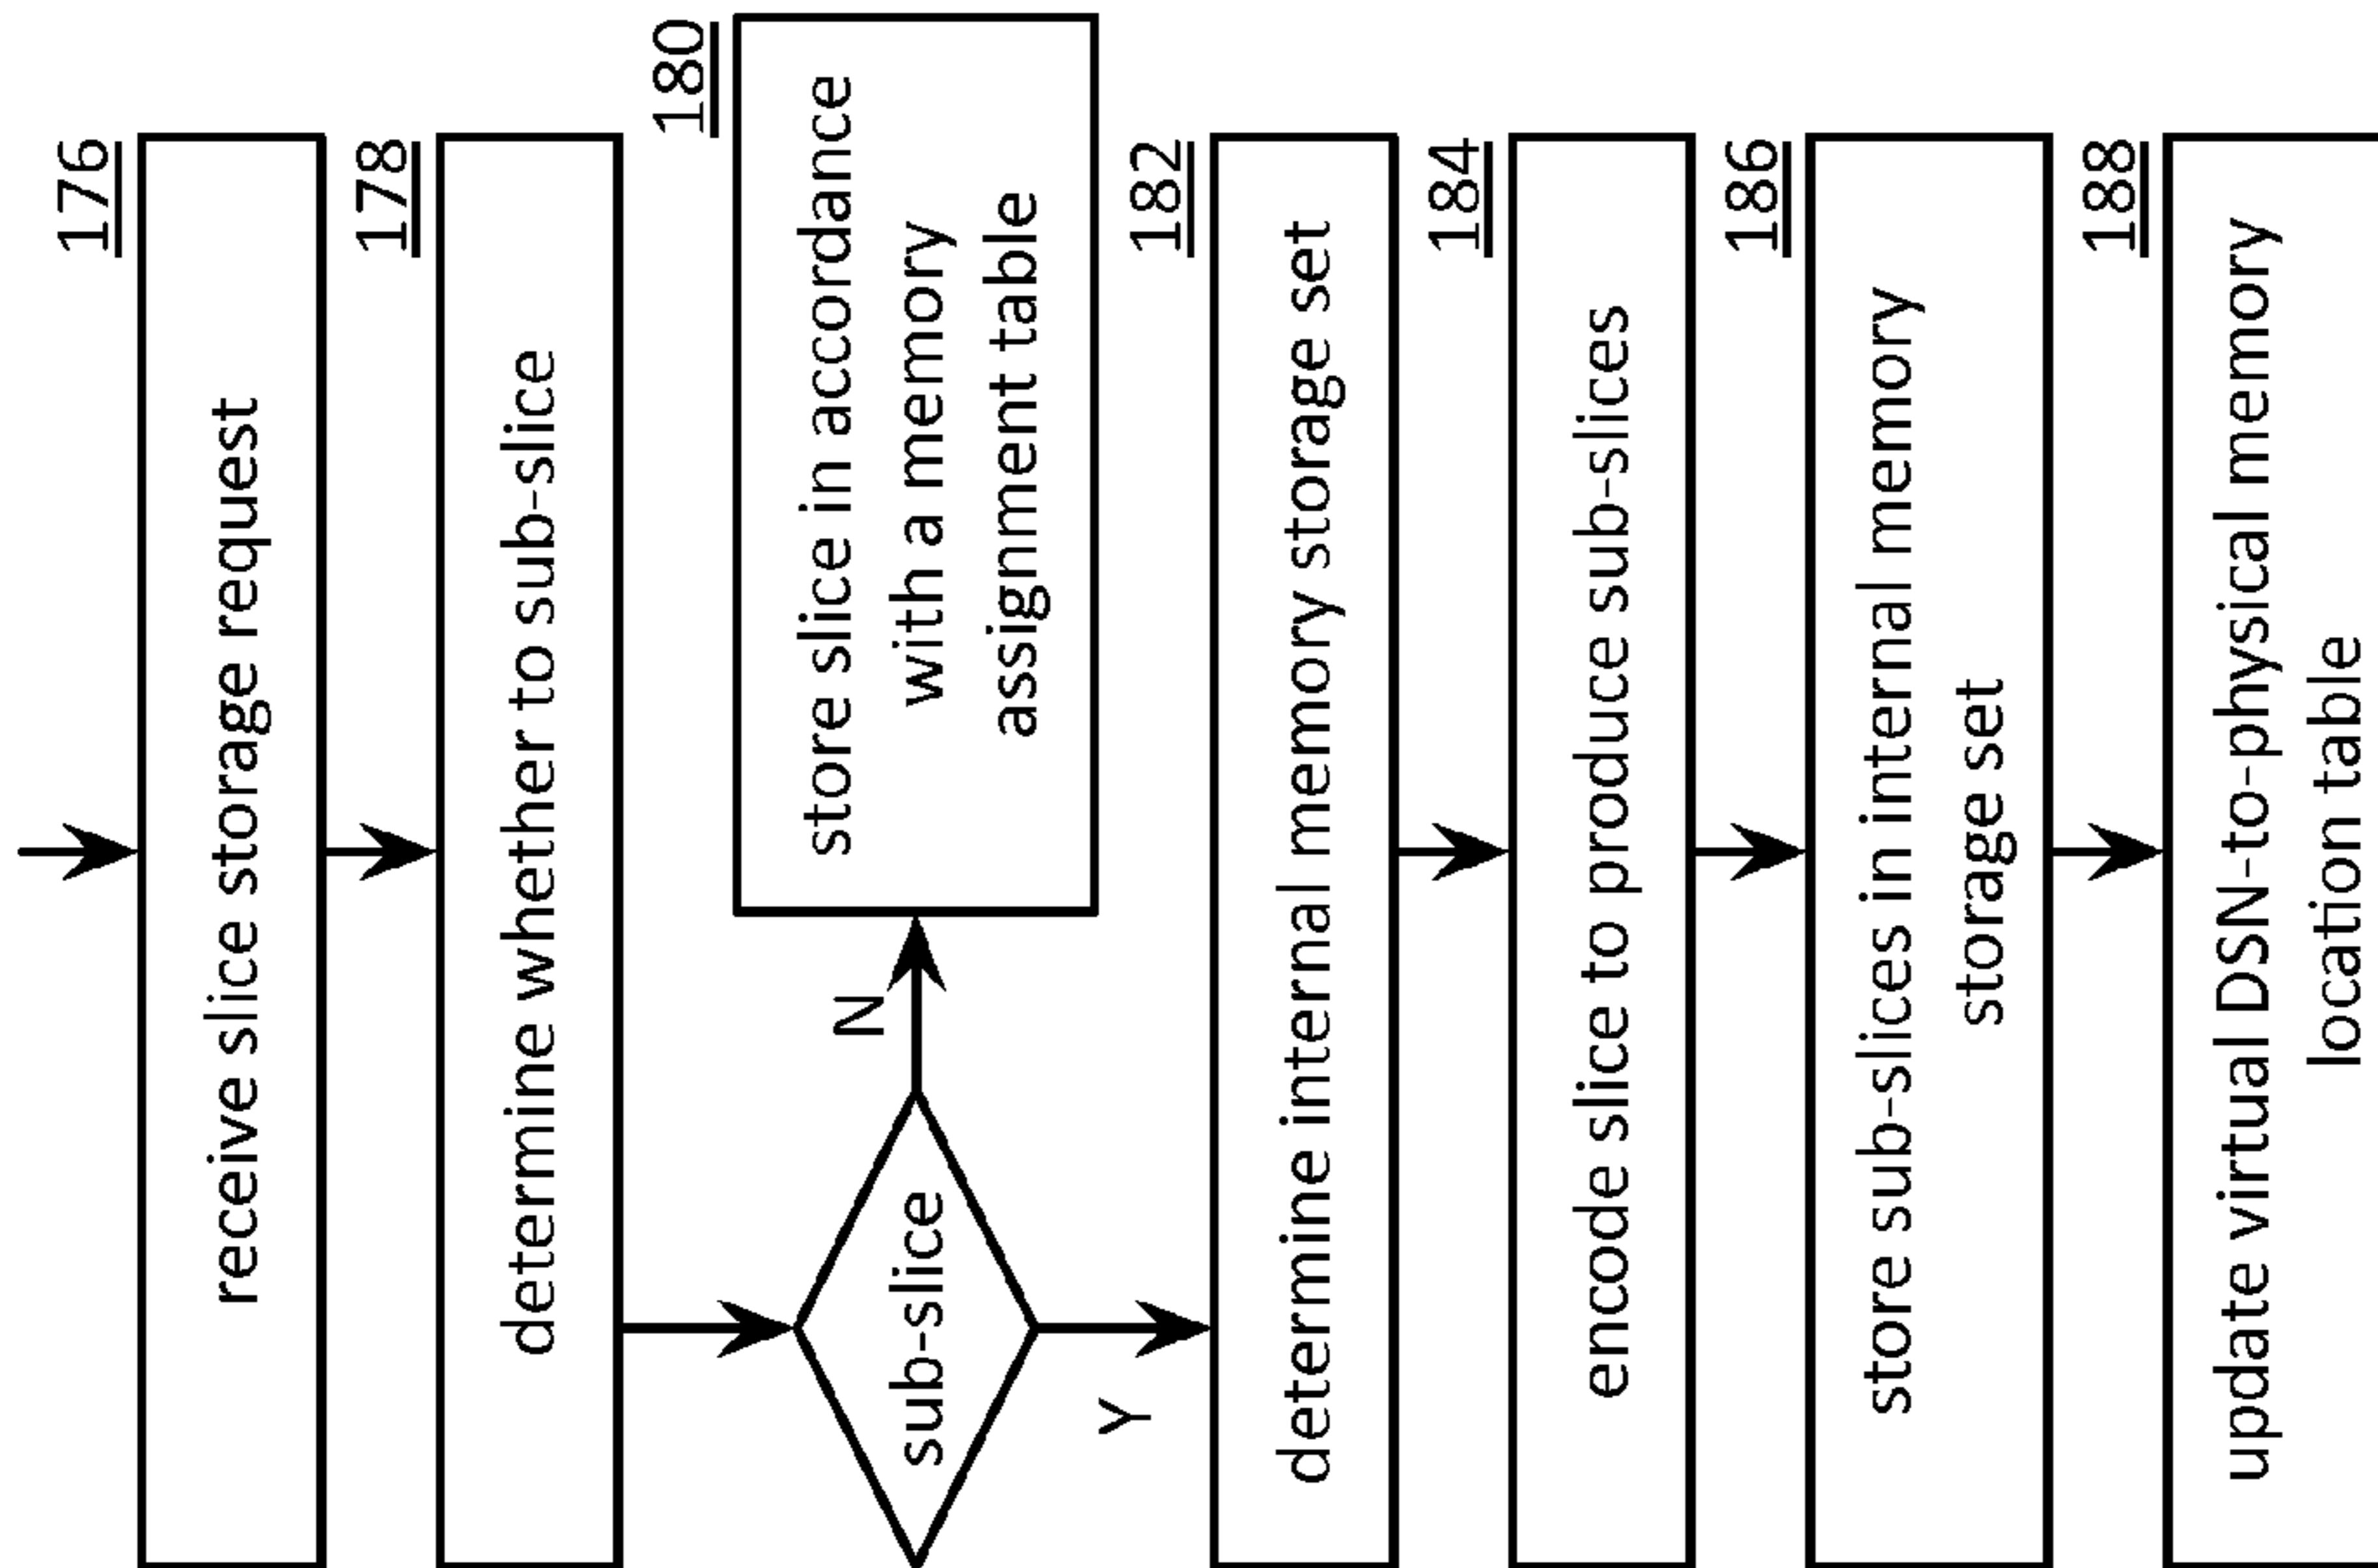 176
receive slice storage request
178
determine whether to sub-slice
180
sub-slice
N
store slice in accordance
with a memory
assignment table
Y
182
determine internal memory storage set
184
encode slice to produce sub-slices
186
store sub-slices in internal memory
storage set
188
update virtual DSN-to-physical memory
location table